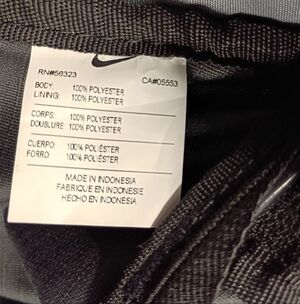 RN#56323 CA#05553
BODY: 100% POLYESTER
LINING: 100% POLYESTER
CORPS: 100% POLYESTER
DOUBLURE: 100% POLYESTER
CUERPO: 100% POLIÉSTER
FORRO: 100% POLIÉSTER
MADE IN INDONESIA
FABRIQUE EN INDONESIE
HECHO EN INDONESIA